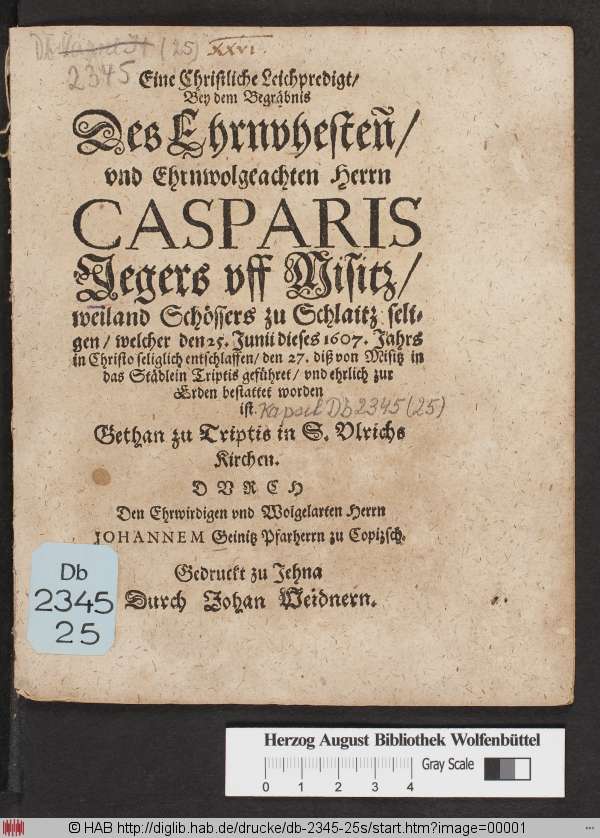 (25) XXVI
2345
Eine Christliche Leichpredigt/
Bey dem Begräbnis
Des Ehrnvhesten̄/
vnd Ehrnwolgeachten Herrn
CASPARIS
Jegers vff Misitz/
weiland Schössers zu Schlaitz seli-
gen/ welcher den 25. Junii dieses 1607. Jahrs
in Christo seliglich entschlaffen/ den 27. diß von Misitz in
das Städlein Triptis geführet/ vnd ehrlich zur
Erden bestattet worden
ist. Kapsel Db 2345 (25)
Gethan zu Triptis in S. Vlrichs
Kirchen.
DVRCH
Den Ehrwirdigen vnd Wolgelarten Herrn
JOHANNEM Geinitz Pfarherrn zu Copitzsch.
Gedruckt zu Jehna
Durch Johan Weidnern.
Db
2345
25
Herzog August Bibliothek Wolfenbüttel
0 1 2 3 4 Gray Scale
© HAB http://diglib.hab.de/drucke/db-2345-25s/start.htm?image=00001